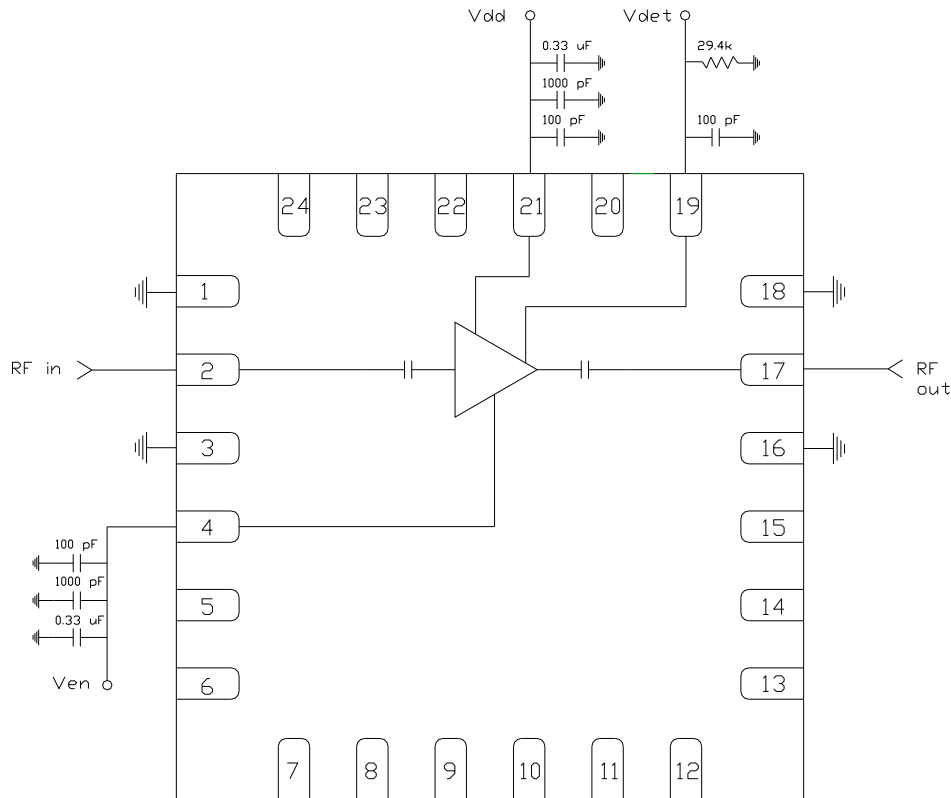 Vdd
Vdet
0.33 uF
29.4k
1000 pF
100 pF
100 pF
24
23
22
21
20
19
1
18
RF in
2
17
RF
out
3
16
4
15
100 pF
1000 pF
5
14
0.33 uF
Ven
6
13
7
8
9
10
11
12